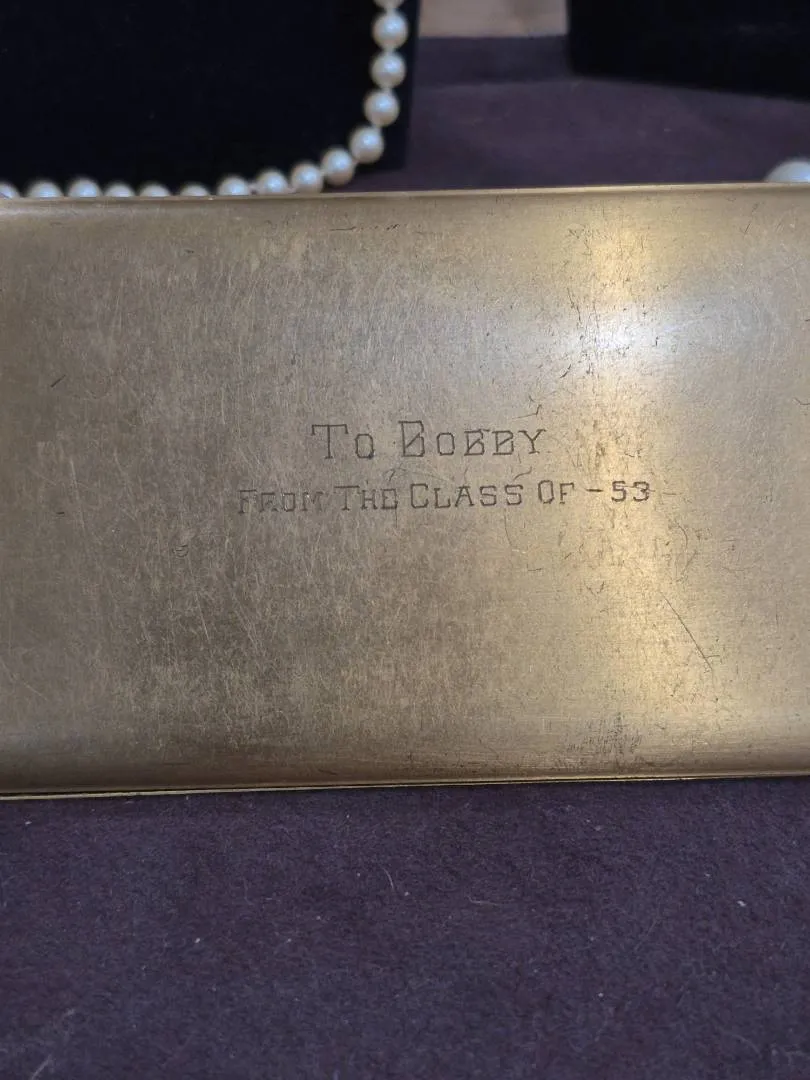 To Bobby
From The Class Of -53